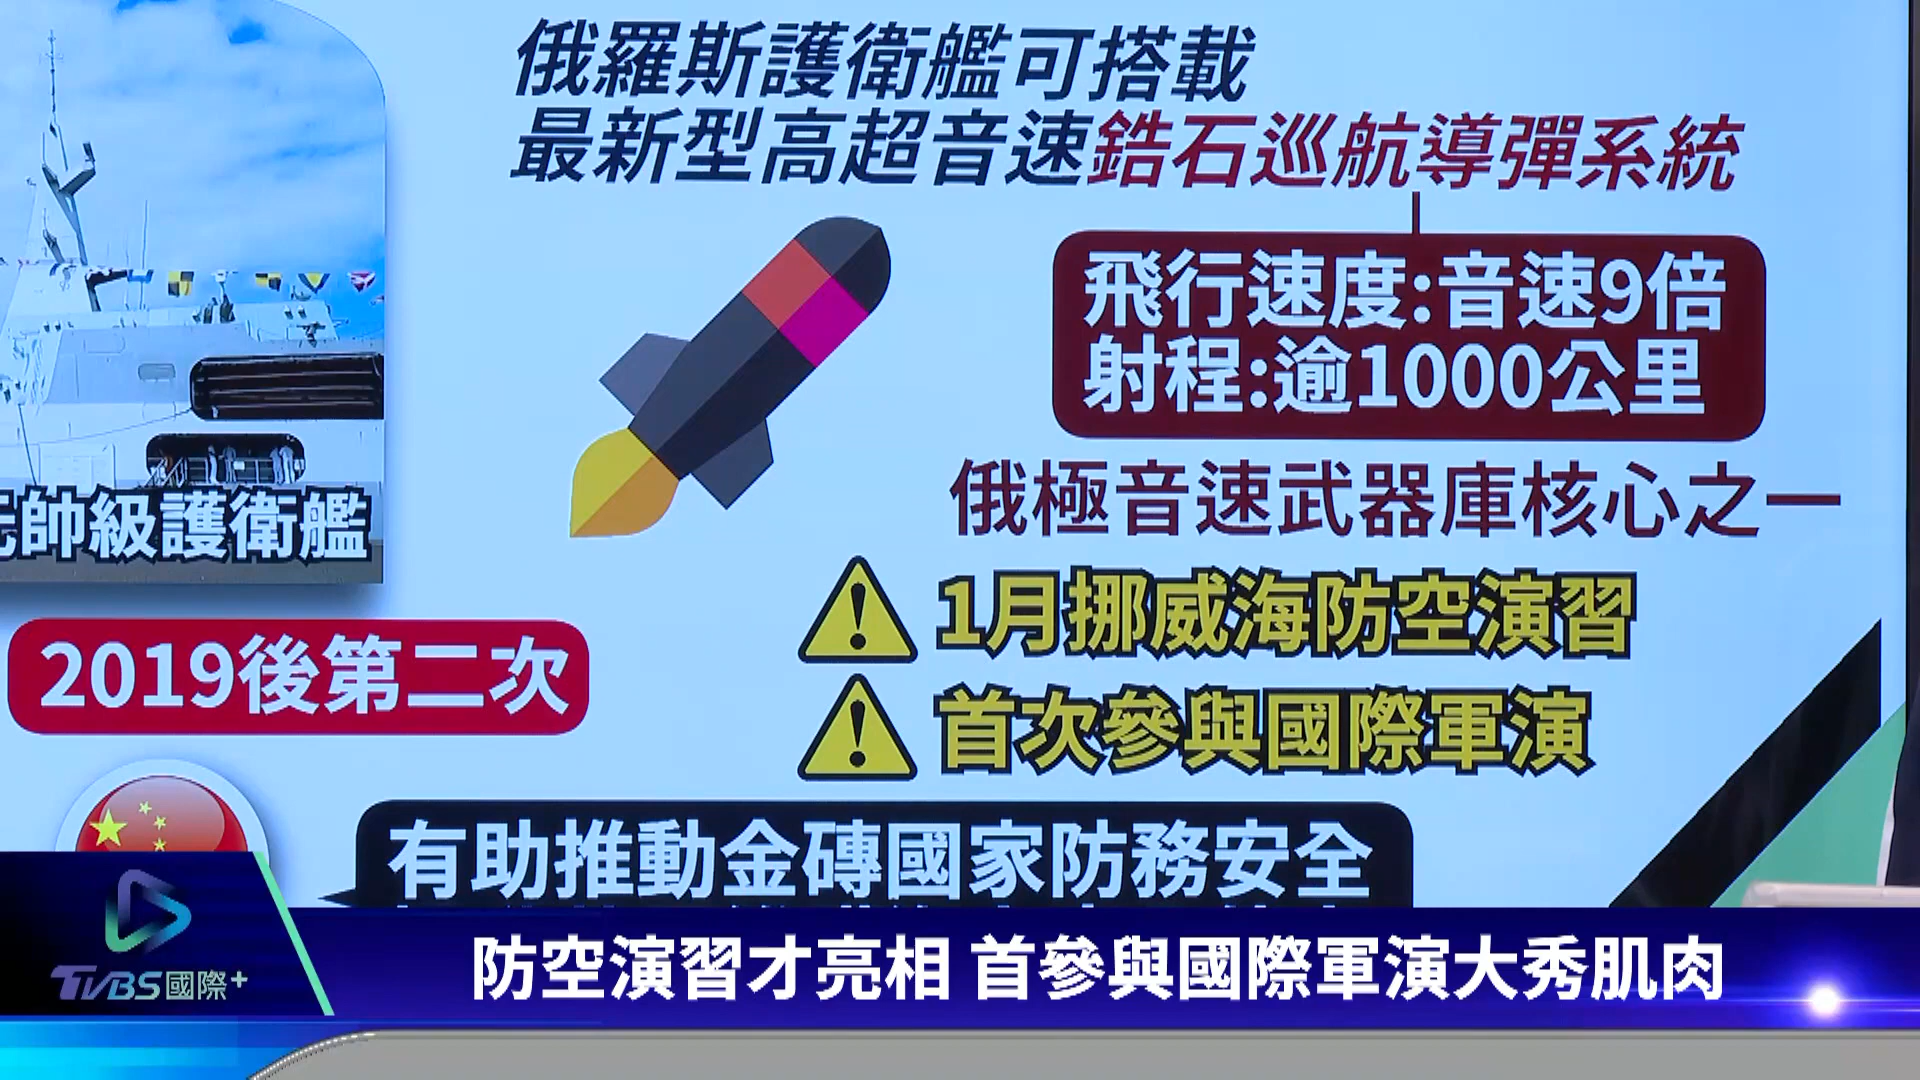 俄羅斯護衛艦可搭載
最新型高超音速鋯石巡航導彈系統
飛行速度:音速9倍
射程:逾1000公里
俄極音速武器庫核心之一
帥級護衛艦
1月挪威海防空演習
2019後第二次
首次參與國際軍演
有助推動金磚國家防務安全
防空演習才亮相 首參與國際軍演大秀肌肉
TVBS國際+